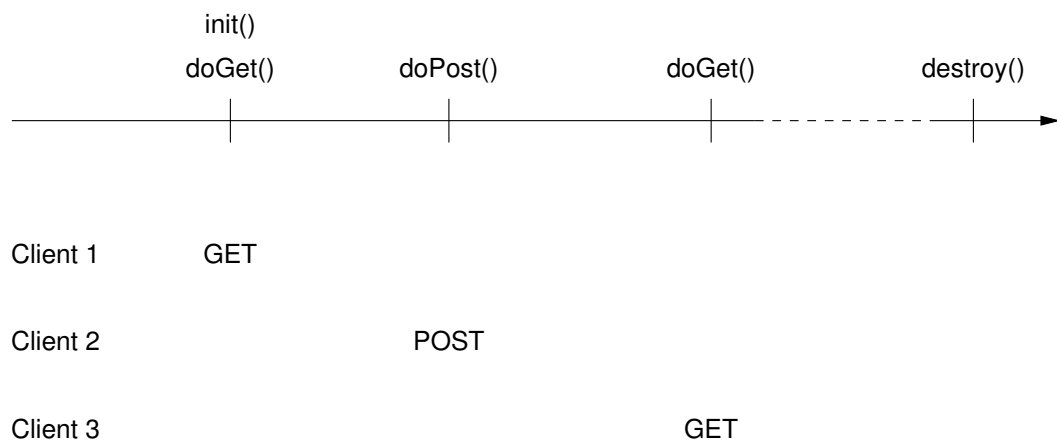 init()
doGet() doPost() doGet() destroy()
Client 1 GET
Client 2 POST
Client 3 GET